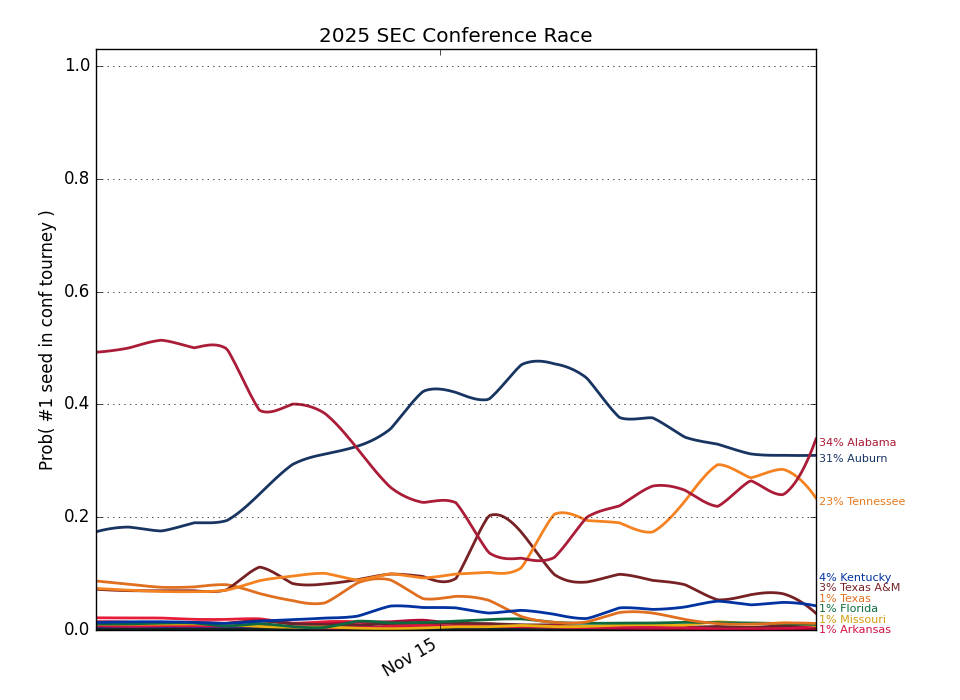 2025 SEC Conference Race
Prob( #1 seed in conf tourney )
1.0
0.8
0.6
0.4
0.2
0.0
Nov 15
34% Alabama
31% Auburn
23% Tennessee
4% Kentucky
3% Texas A&M
1% Texas
1% Florida
1% Missouri
1% Arkansas